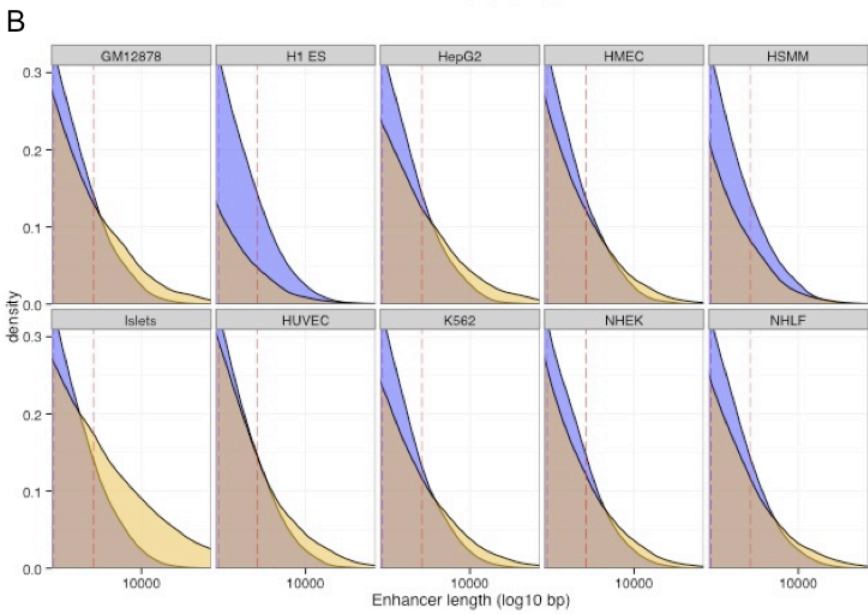 B
GM12878 H1 ES HepG2 HMEC HSMM
0.3
0.2
0.1
0.0
density
Islets HUVEC K562 NHEK NHLF
0.3
0.2
0.1
0.0
10000 10000 10000 10000 10000
Enhancer length (log10 bp)